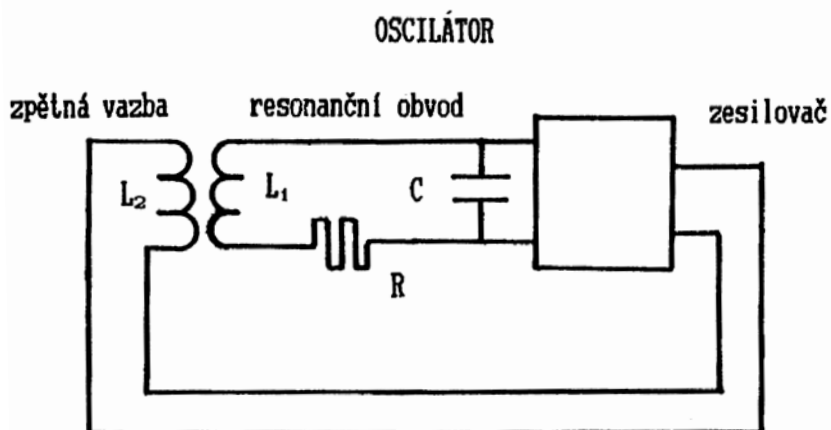 OSCILÁTOR
zpětná vazba resonanční obvod zesilovač
L₂ L₁ C
R